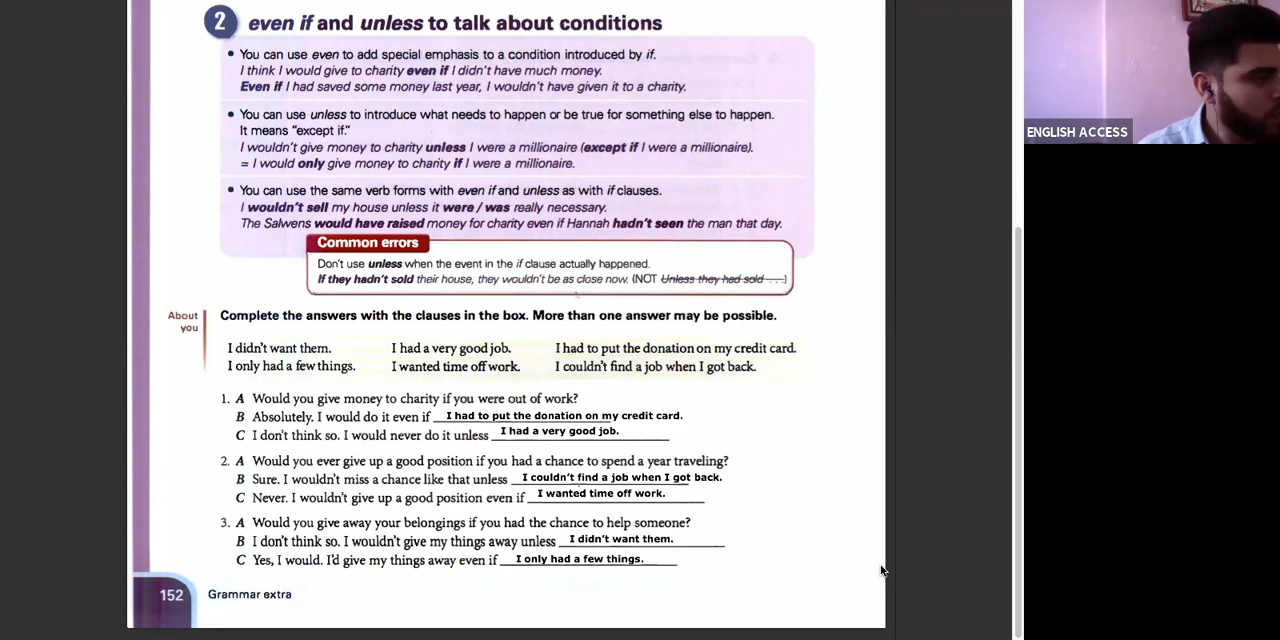 2 even if and unless to talk about conditions
• You can use even to add special emphasis to a condition introduced by if.
I think I would give to charity even if I didn't have much money.
Even if I had saved some money last year, I wouldn't have given it to a charity.
• You can use unless to introduce what needs to happen or be true for something else to happen.
It means "except if."
I wouldn't give money to charity unless I were a millionaire (except if I were a millionaire).
= I would only give money to charity if I were a millionaire.
• You can use the same verb forms with even if and unless as with if clauses.
I wouldn't sell my house unless it were / was really necessary.
The Salwens would have raised money for charity even if Hannah hadn't seen the man that day.
Common errors
Don't use unless when the event in the if clause actually happened.
If they hadn't sold their house, they wouldn't be as close now. (NOT Unless they had sold . . . .)
About
you
Complete the answers with the clauses in the box. More than one answer may be possible.
I didn't want them. I had a very good job. I had to put the donation on my credit card.
I only had a few things. I wanted time off work. I couldn't find a job when I got back.
1. A Would you give money to charity if you were out of work?
B Absolutely. I would do it even if I had to put the donation on my credit card.
C I don't think so. I would never do it unless I had a very good job.
2. A Would you ever give up a good position if you had a chance to spend a year traveling?
B Sure. I wouldn't miss a chance like that unless I couldn't find a job when I got back.
C Never. I wouldn't give up a good position even if I wanted time off work.
3. A Would you give away your belongings if you had the chance to help someone?
B I don't think so. I wouldn't give my things away unless I didn't want them.
C Yes, I would. I'd give my things away even if I only had a few things.
152 Grammar extra
ENGLISH ACCESS